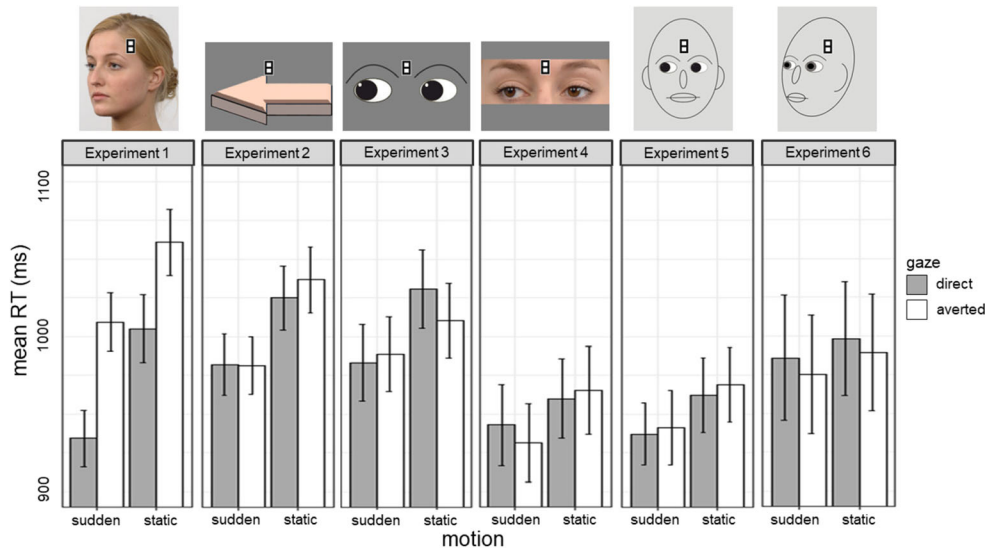 Experiment 1 Experiment 2 Experiment 3 Experiment 4 Experiment 5 Experiment 6
1100
1000
900
mean RT (ms)
sudden static sudden static sudden static sudden static sudden static sudden static
motion
gaze
direct
averted